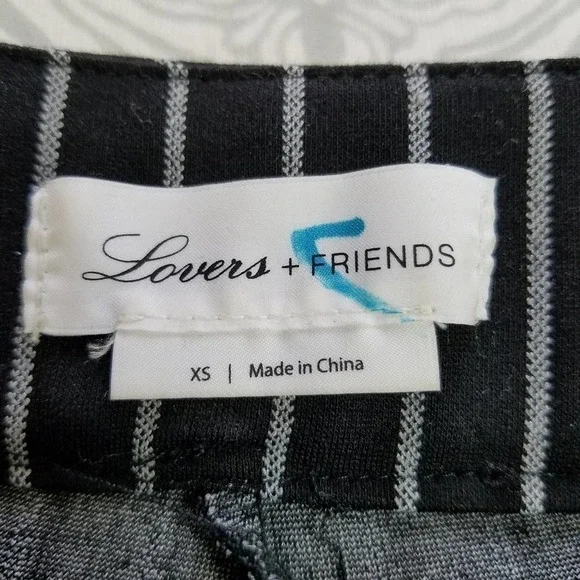 Lovers + FRIENDS
XS | Made in China